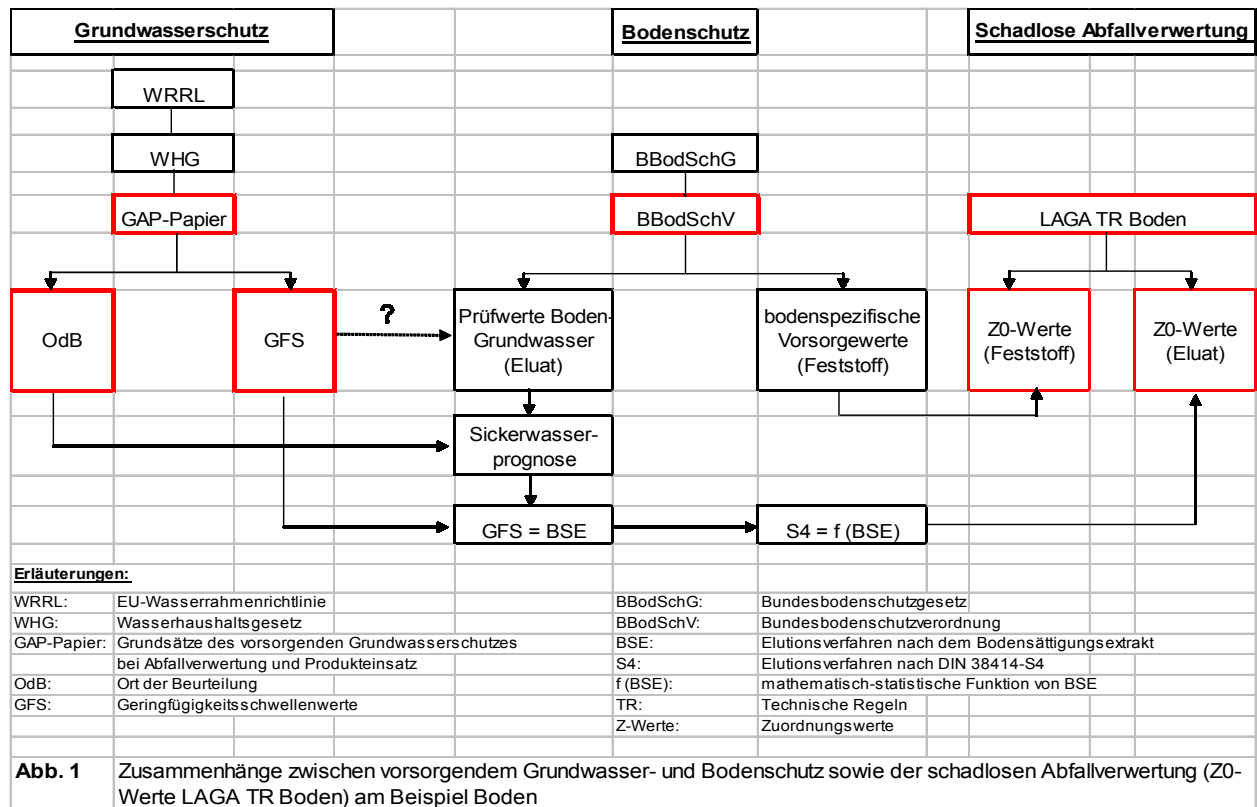 Grundwasserschutz
Bodenschutz
Schadlose Abfallverwertung
WRRL
WHG
BBodSchG
GAP-Papier
BBodSchV
LAGA TR Boden
OdB
GFS
?
Prüfwerte Boden-
Grundwasser
(Eluat)
bodenspezifische
Vorsorgewerte
(Feststoff)
Z0-Werte
(Feststoff)
Z0-Werte
(Eluat)
Sickerwasser-
prognose
GFS = BSE
S4 = f (BSE)
Erläuterungen:
WRRL: EU-Wasserrahmenrichtlinie
WHG: Wasserhaushaltsgesetz
GAP-Papier: Grundsätze des vorsorgenden Grundwasserschutzes
bei Abfallverwertung und Produkteinsatz
OdB: Ort der Beurteilung
GFS: Geringfügigkeitsschwellenwerte
BBodSchG: Bundesbodenschutzgesetz
BBodSchV: Bundesbodenschutzverordnung
BSE: Elutionsverfahren nach dem Bodensättigungsextrakt
S4: Elutionsverfahren nach DIN 38414-S4
f (BSE): mathematisch-statistische Funktion von BSE
TR: Technische Regeln
Z-Werte: Zuordnungswerte
Abb. 1 Zusammenhänge zwischen vorsorgendem Grundwasser- und Bodenschutz sowie der schadlosen Abfallverwertung (Z0-
Werte LAGA TR Boden) am Beispiel Boden